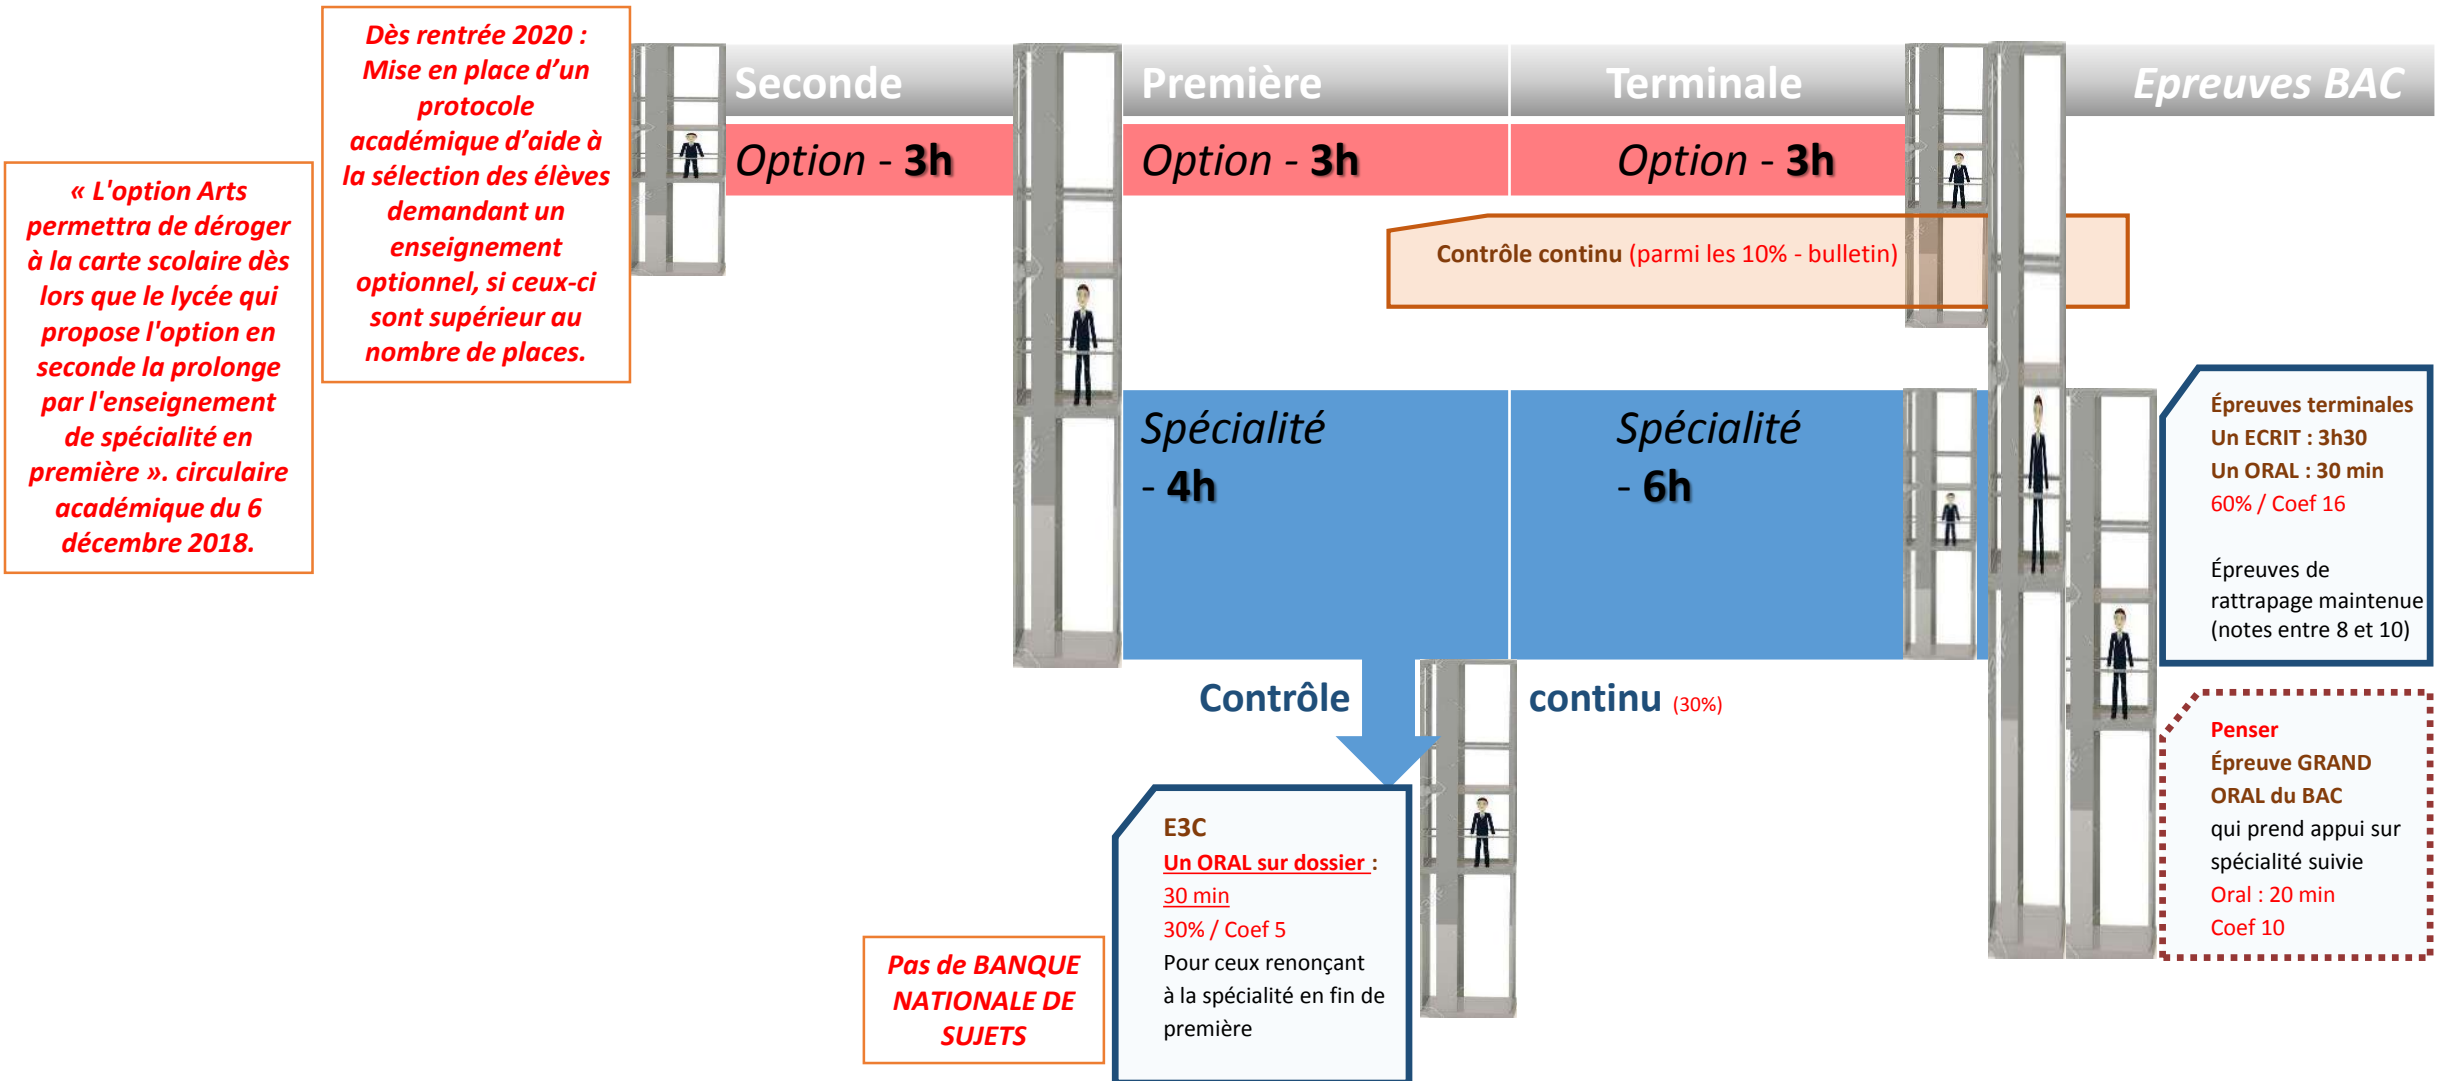 « L'option Arts
permettra de déroger
à la carte scolaire dès
lors que le lycée qui
propose l'option en
seconde la prolonge
par l'enseignement
de spécialité en
première ». circulaire
académique du 6
décembre 2018.
Dès rentrée 2020 :
Mise en place d'un
protocole
académique d'aide à
la sélection des élèves
demandant un
enseignement
optionnel, si ceux-ci
sont supérieur au
nombre de places.
Seconde
Première
Terminale
Epreuves BAC
Option - 3h
Option - 3h
Option - 3h
Contrôle continu (parmi les 10% - bulletin)
Spécialité
- 4h
Spécialité
- 6h
Épreuves terminales
Un ECRIT : 3h30
Un ORAL : 30 min
60% / Coef 16
Épreuves de
rattrapage maintenue
(notes entre 8 et 10)
Contrôle continu (30%)
Penser
Épreuve GRAND
ORAL du BAC
qui prend appui sur
spécialité suivie
Oral : 20 min
Coef 10
E3C
Un ORAL sur dossier :
30 min
30% / Coef 5
Pour ceux renonçant
à la spécialité en fin de
première
Pas de BANQUE
NATIONALE DE
SUJETS